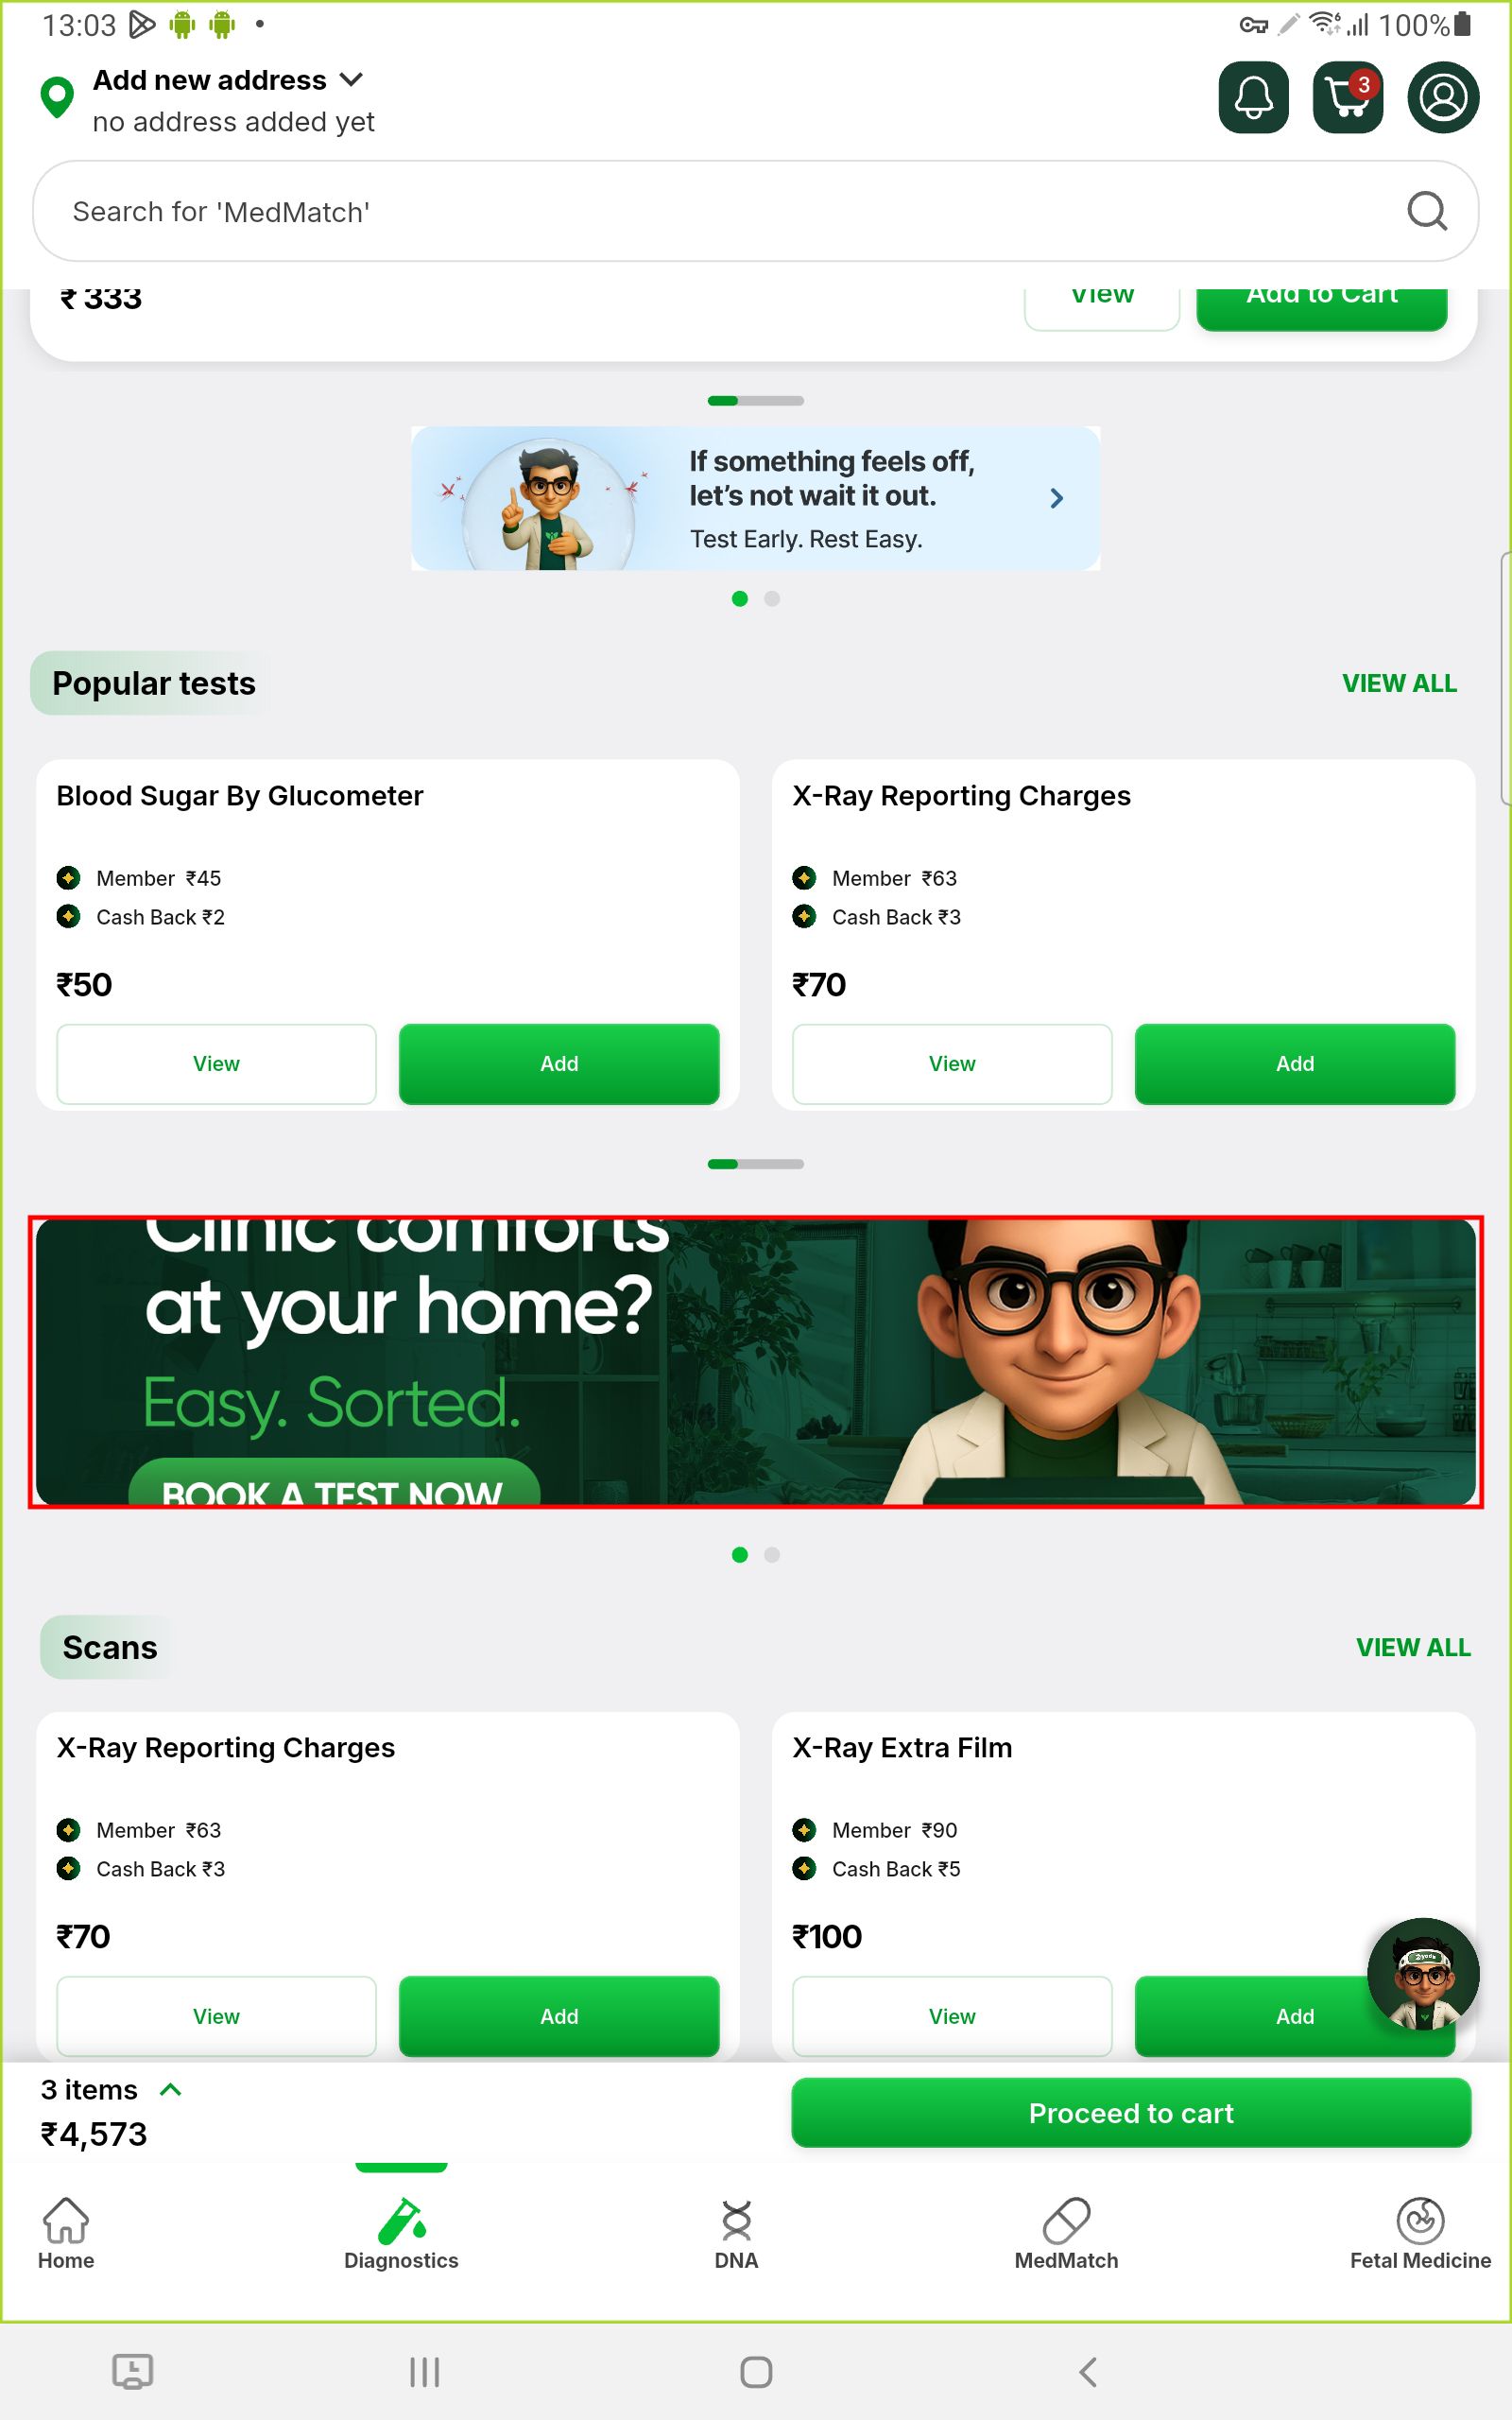 13:03
100%
Add new address
no address added yet
3
Search for 'MedMatch'
₹ 333
View
Add to Cart
If something feels off,
let's not wait it out.
Test Early. Rest Easy.
Popular tests
VIEW ALL
Blood Sugar By Glucometer
Member ₹45
Cash Back ₹2
₹50
View
Add
X-Ray Reporting Charges
Member ₹63
Cash Back ₹3
₹70
View
Add
Clinic comforts
at your home?
Easy. Sorted.
BOOK A TEST NOW
Scans
VIEW ALL
X-Ray Reporting Charges
Member ₹63
Cash Back ₹3
₹70
View
Add
X-Ray Extra Film
Member ₹90
Cash Back ₹5
₹100
View
Add
3 items
₹4,573
Proceed to cart
Home
Diagnostics
DNA
MedMatch
Fetal Medicine